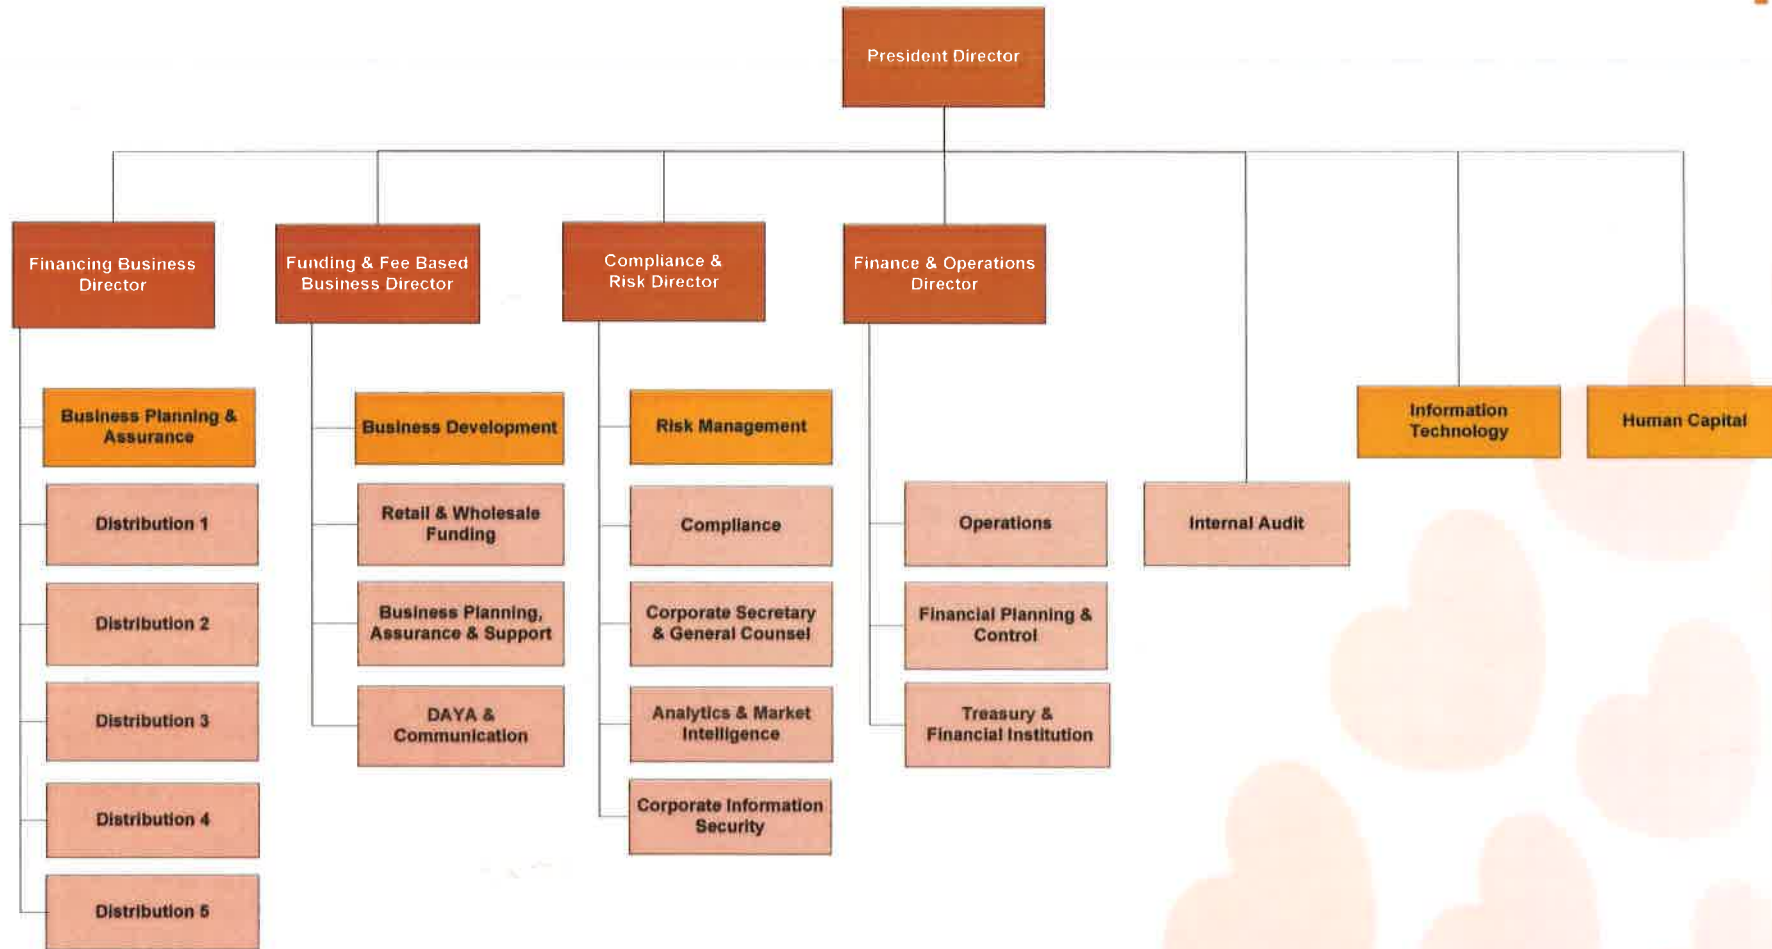 President Director
Financing Business
Director
Funding & Fee Based
Business Director
Compliance &
Risk Director
Finance & Operations
Director
Business Planning &
Assurance
Distribution 1
Distribution 2
Distribution 3
Distribution 4
Distribution 5
Business Development
Retail & Wholesale
Funding
Business Planning,
Assurance & Support
DAYA &
Communication
Risk Management
Compliance
Corporate Secretary
& General Counsel
Analytics & Market
Intelligence
Corporate Information
Security
Operations
Financial Planning &
Control
Treasury &
Financial Institution
Internal Audit
Information
Technology
Human Capital